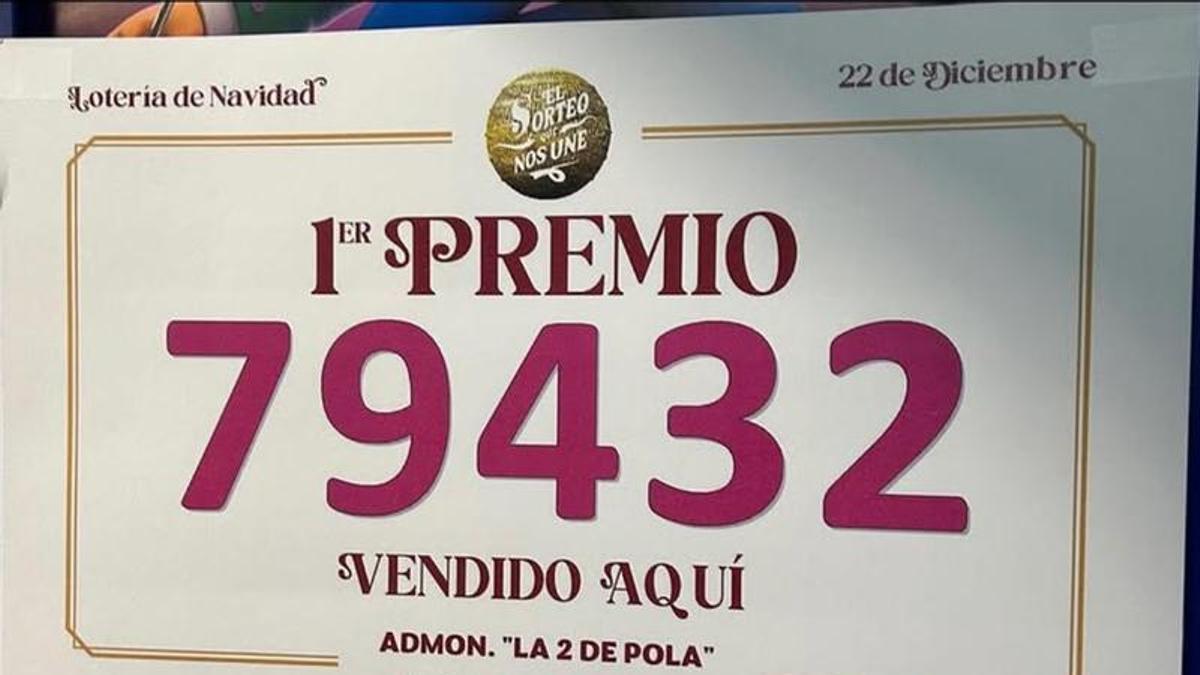 Lotería de Navidad
22 de Diciembre
EL
SORTEO
QUE
NOS UNE
1ER PREMIO
79432
VENDIDO AQUÍ
ADMON. "LA 2 DE POLA"